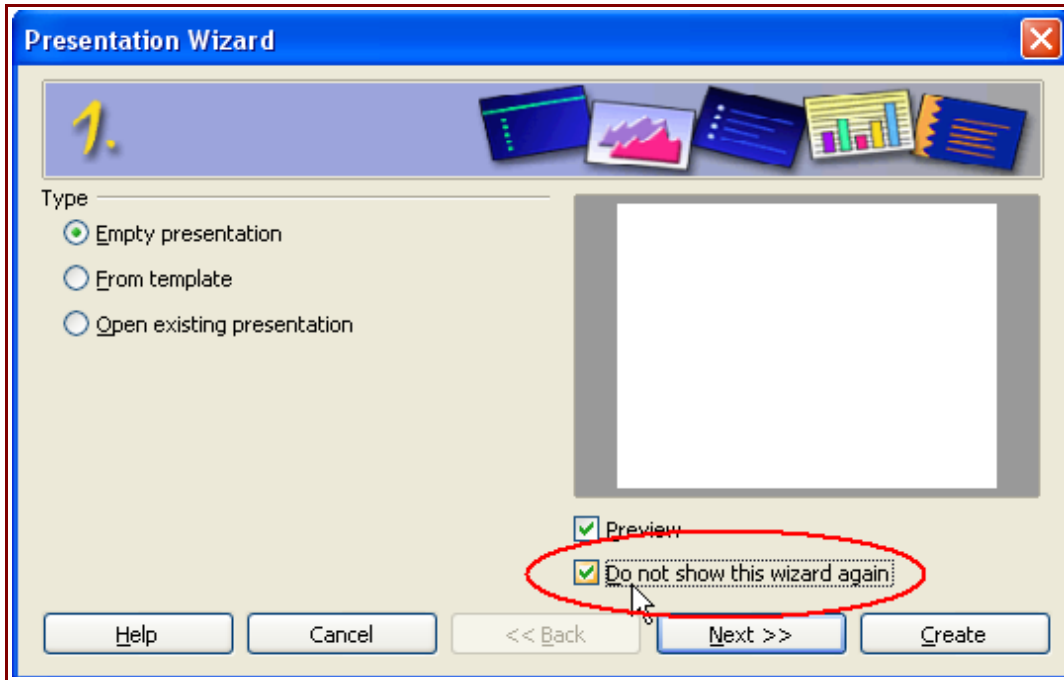 Presentation Wizard
1.
Type
Empty presentation
From template
Open existing presentation
Preview
Do not show this wizard again
Help Cancel << Back Next >> Create